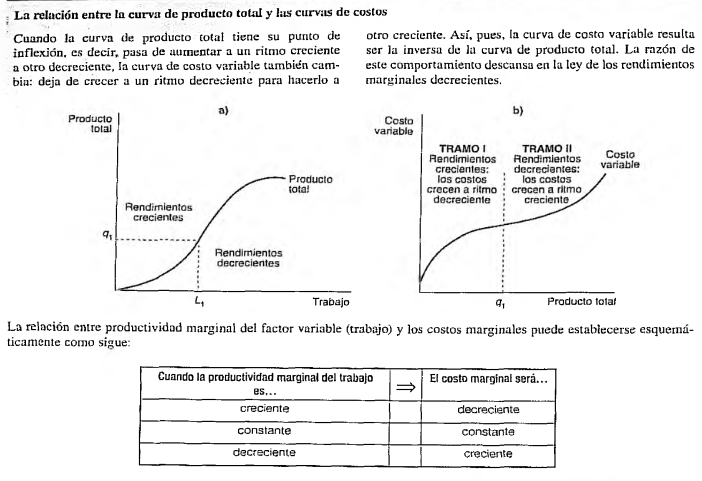 La relación entre la curva de producto total y las curvas de costos
Cuando la curva de producto total tiene su punto de
inflexión, es decir, pasa de aumentar a un ritmo creciente
a otro decreciente, la curva de costo variable también cam-
bia: deja de crecer a un ritmo decreciente para hacerlo a
otro creciente. Así, pues, la curva de costo variable resulta
ser la inversa de la curva de producto total. La razón de
este comportamiento descansa en la ley de los rendimientos
marginales decrecientes.
a)
Producto
total
Producto
total
Rendimientos
crecientes
q₁
Rendimientos
decrecientes
L₁
Trabajo
b)
Costo
variable
TRAMO I
Rendimientos
crecientes:
los costos
crecen a ritmo
decreciente
TRAMO II
Rendimientos
decrecientes:
los costos
crecen a ritmo
creciente
Costo
variable
q₁
Producto total
La relación entre productividad marginal del factor variable (trabajo) y los costos marginales puede establecerse esquemá-
ticamente como sigue:
Cuando la productividad marginal del trabajo
es...
⇒
El costo marginal será...
creciente
decreciente
constante
constante
decreciente
creciente